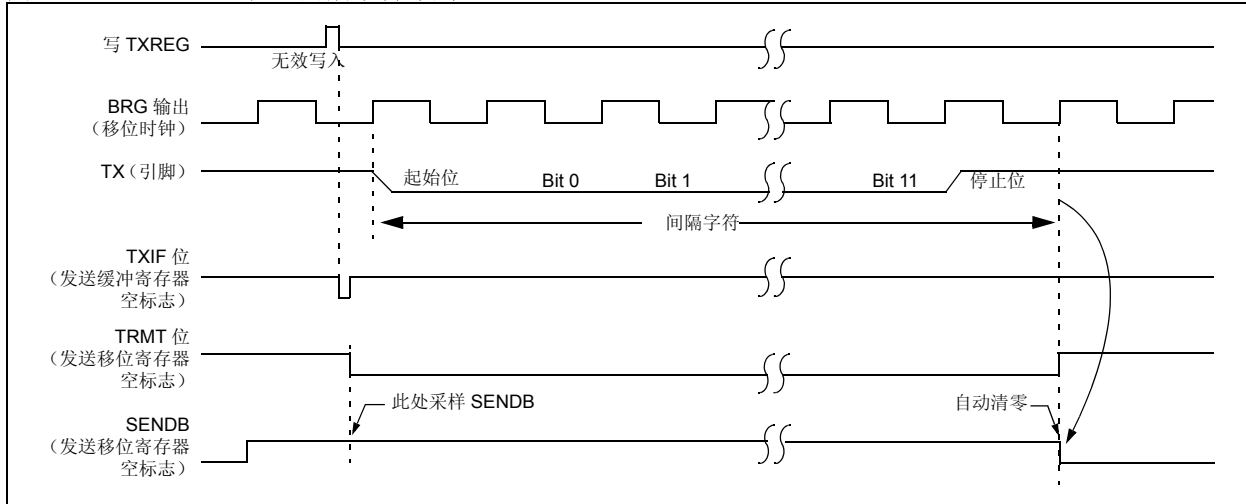 写 TXREG
无效写入
BRG 输出
（移位时钟）
TX（引脚）
起始位
Bit 0
Bit 1
Bit 11
停止位
间隔字符
TXIF 位
（发送缓冲寄存器
空标志）
TRMT 位
（发送移位寄存器
空标志）
此处采样 SENDB
自动清零
SENDB
（发送移位寄存器
空标志）